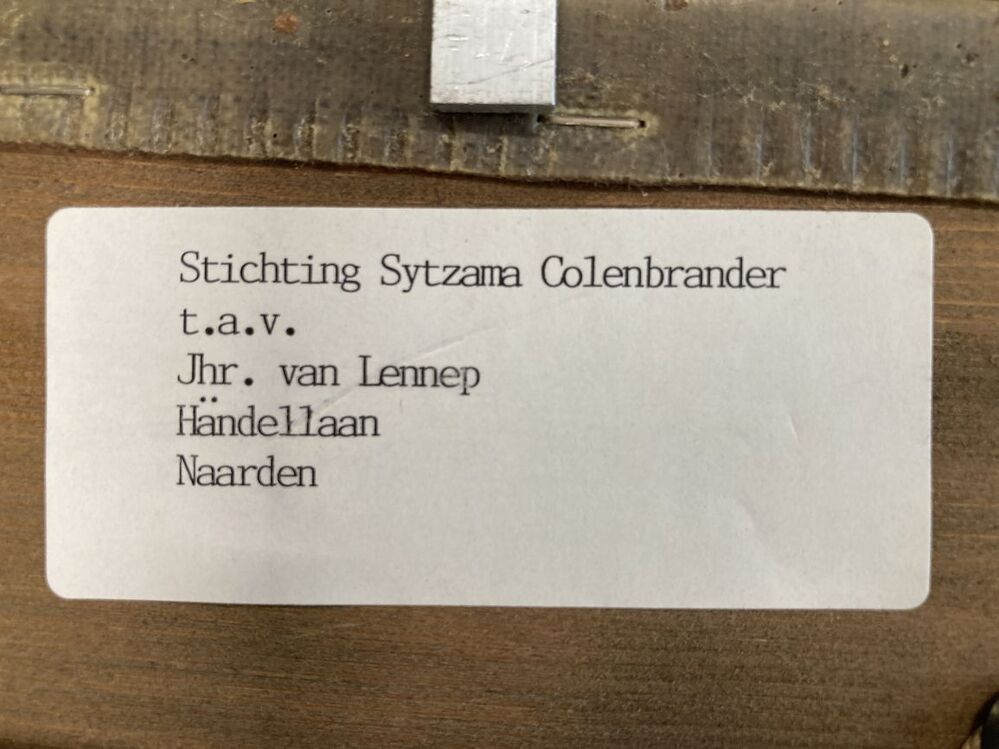 Stichting Sytzama Colenbrander
t.a.v.
Jhr. van Lennep
Händellaan
Naarden